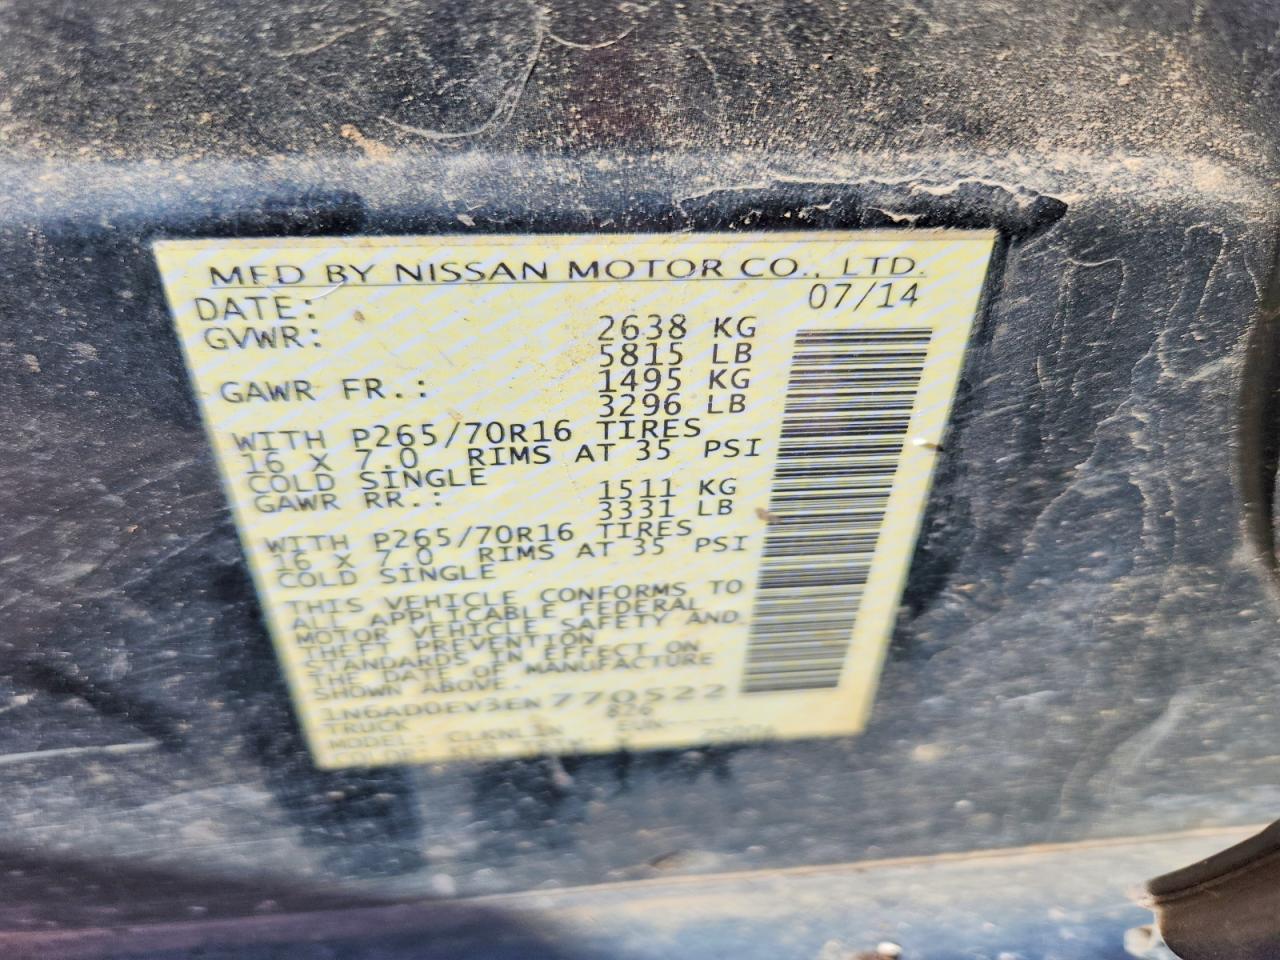 MFD BY NISSAN MOTOR CO., LTD.
DATE: 07/14
GVWR: 2638 KG
5815 LB
GAWR FR.: 1495 KG
3296 LB
WITH P265/70R16 TIRES
16 X 7.0 RIMS AT 35 PSI
COLD SINGLE
GAWR RR.: 1511 KG
3331 LB
WITH P265/70R16 TIRES
16 X 7.0 RIMS AT 35 PSI
COLD SINGLE
THIS VEHICLE CONFORMS TO
ALL APPLICABLE FEDERAL
MOTOR VEHICLE SAFETY AND
THEFT PREVENTION
STANDARDS IN EFFECT ON
THE DATE OF MANUFACTURE
SHOWN ABOVE.
1N6AD0EV3EN770522
TRUCK 826
MODEL: